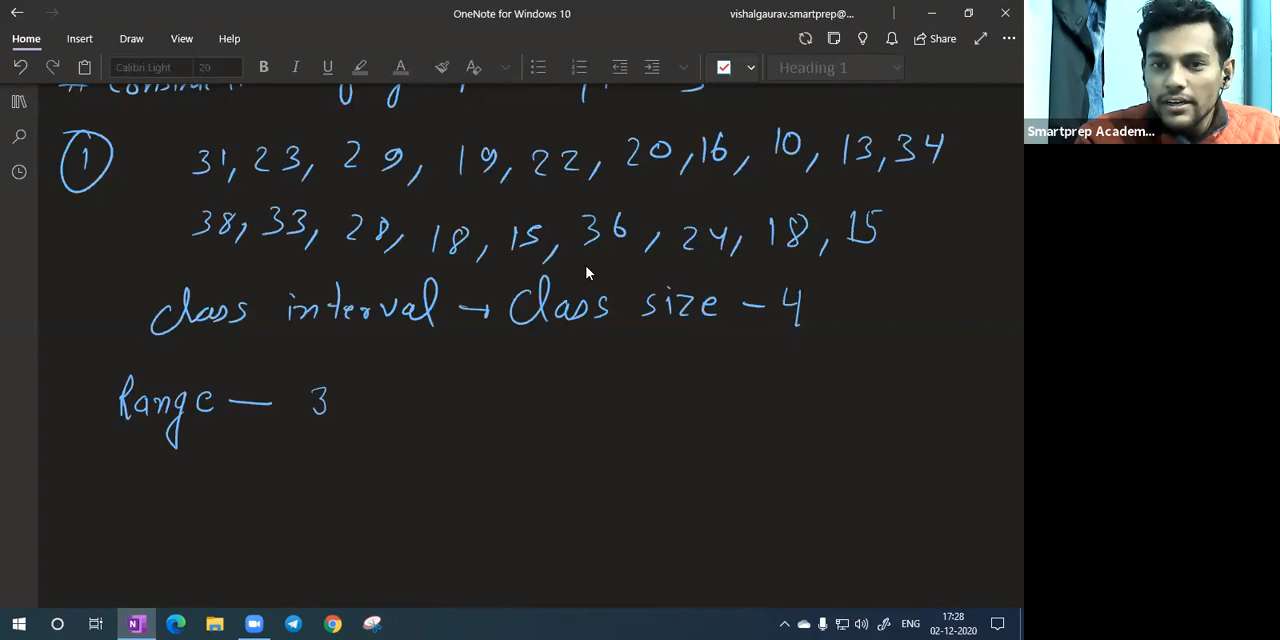 OneNote for Windows 10
vishalgaurav.smartprep@...
Home Insert Draw View Help
Share
Calibri Light 20 B I U A Heading 1
① 31, 23, 29, 19, 22, 20, 16, 10, 13, 34
38, 33, 28, 18, 15, 36, 24, 18, 15
class interval → Class size - 4
Range — 3
Smartprep Academ...
ENG
17:28
02-12-2020